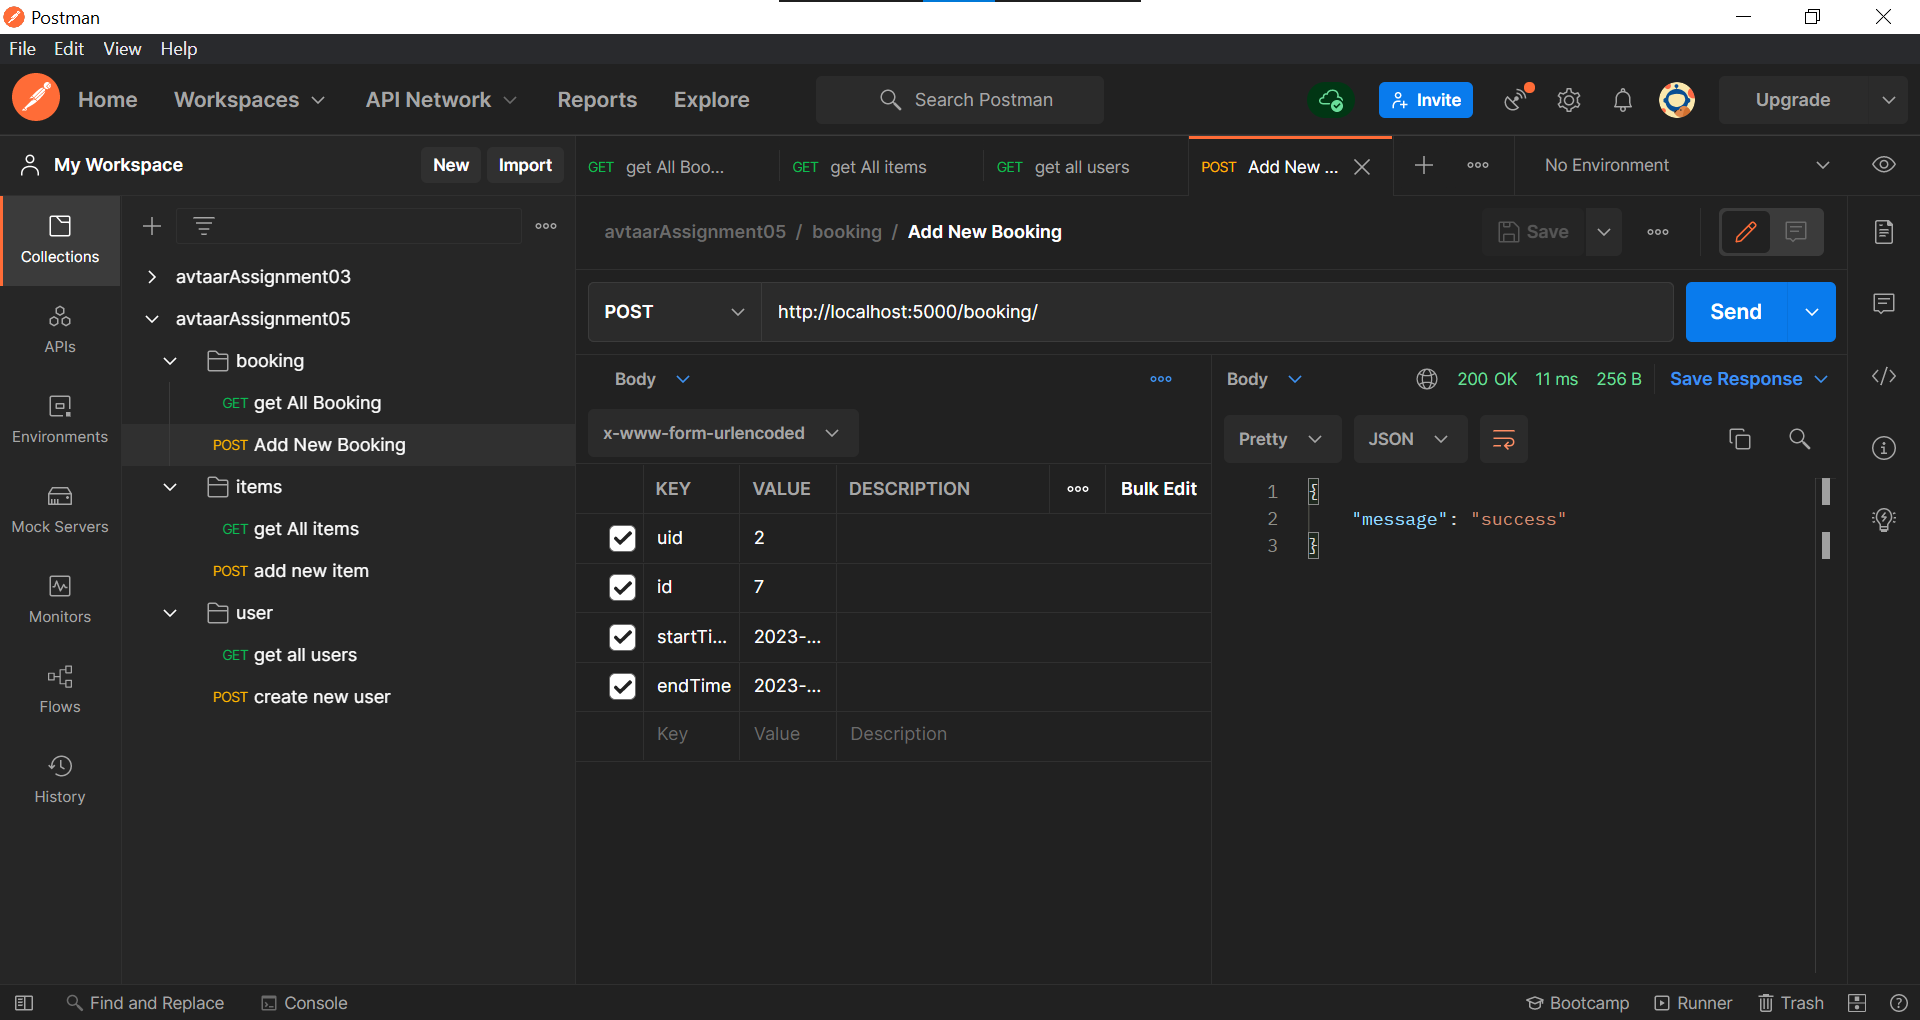 Postman
File Edit View Help
Home Workspaces API Network Reports Explore Search Postman Invite Upgrade
My Workspace New Import GET get All Boo... GET get All items GET get all users POST Add New ... No Environment
Collections
APIs
Environments
Mock Servers
Monitors
Flows
History
avtaarAssignment03
avtaarAssignment05
booking
GET get All Booking
POST Add New Booking
items
GET get All items
POST add new item
user
GET get all users
POST create new user
avtaarAssignment05 / booking / Add New Booking Save
POST http://localhost:5000/booking/ Send
Body
x-www-form-urlencoded
KEY VALUE DESCRIPTION Bulk Edit
uid 2
id 7
startTi... 2023-...
endTime 2023-...
Key Value Description
Body 200 OK 11 ms 256 B Save Response
Pretty JSON
1 {
2 "message": "success"
3 }
Find and Replace Console Bootcamp Runner Trash